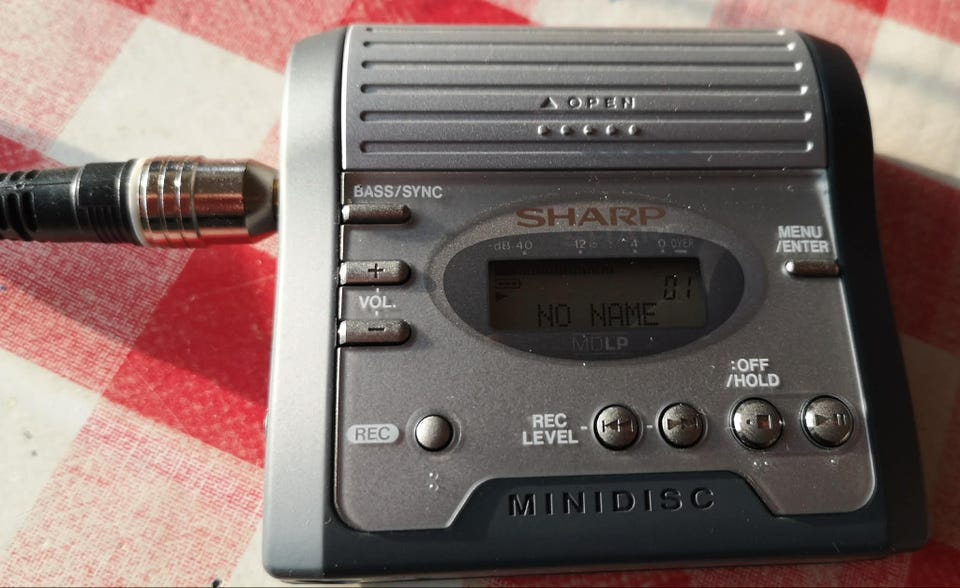 OPEN
BASS/SYNC
SHARP
MENU
/ENTER
dB-40 -12 -4 0 OVER
+
VOL.
-
01
NO NAME
MDLP
:OFF
/HOLD
REC
REC
LEVEL
MINIDISC